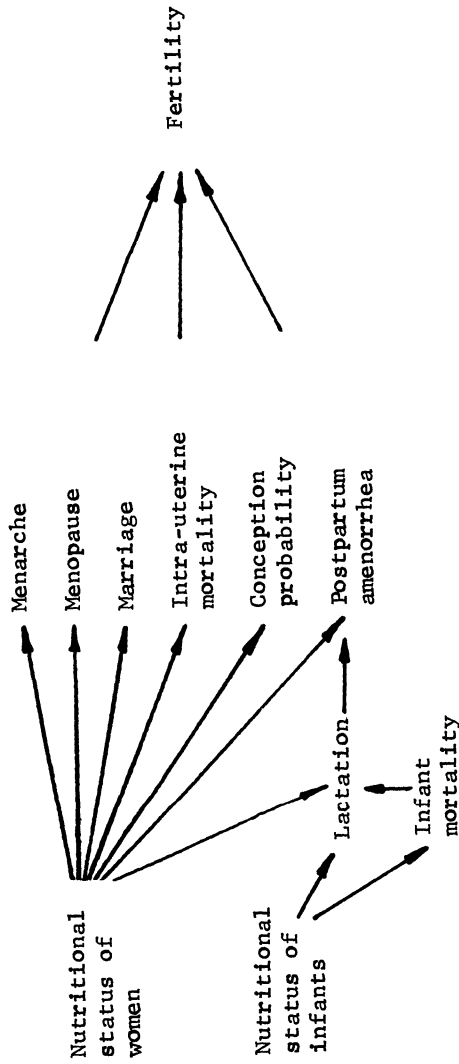 Nutritional
status of
women
Nutritional
status of
infants
Lactation
Infant
mortality
Menarche
Menopause
Marriage
Intra-uterine
mortality
Conception
probability
Postpartum
amenorrhea
Fertility